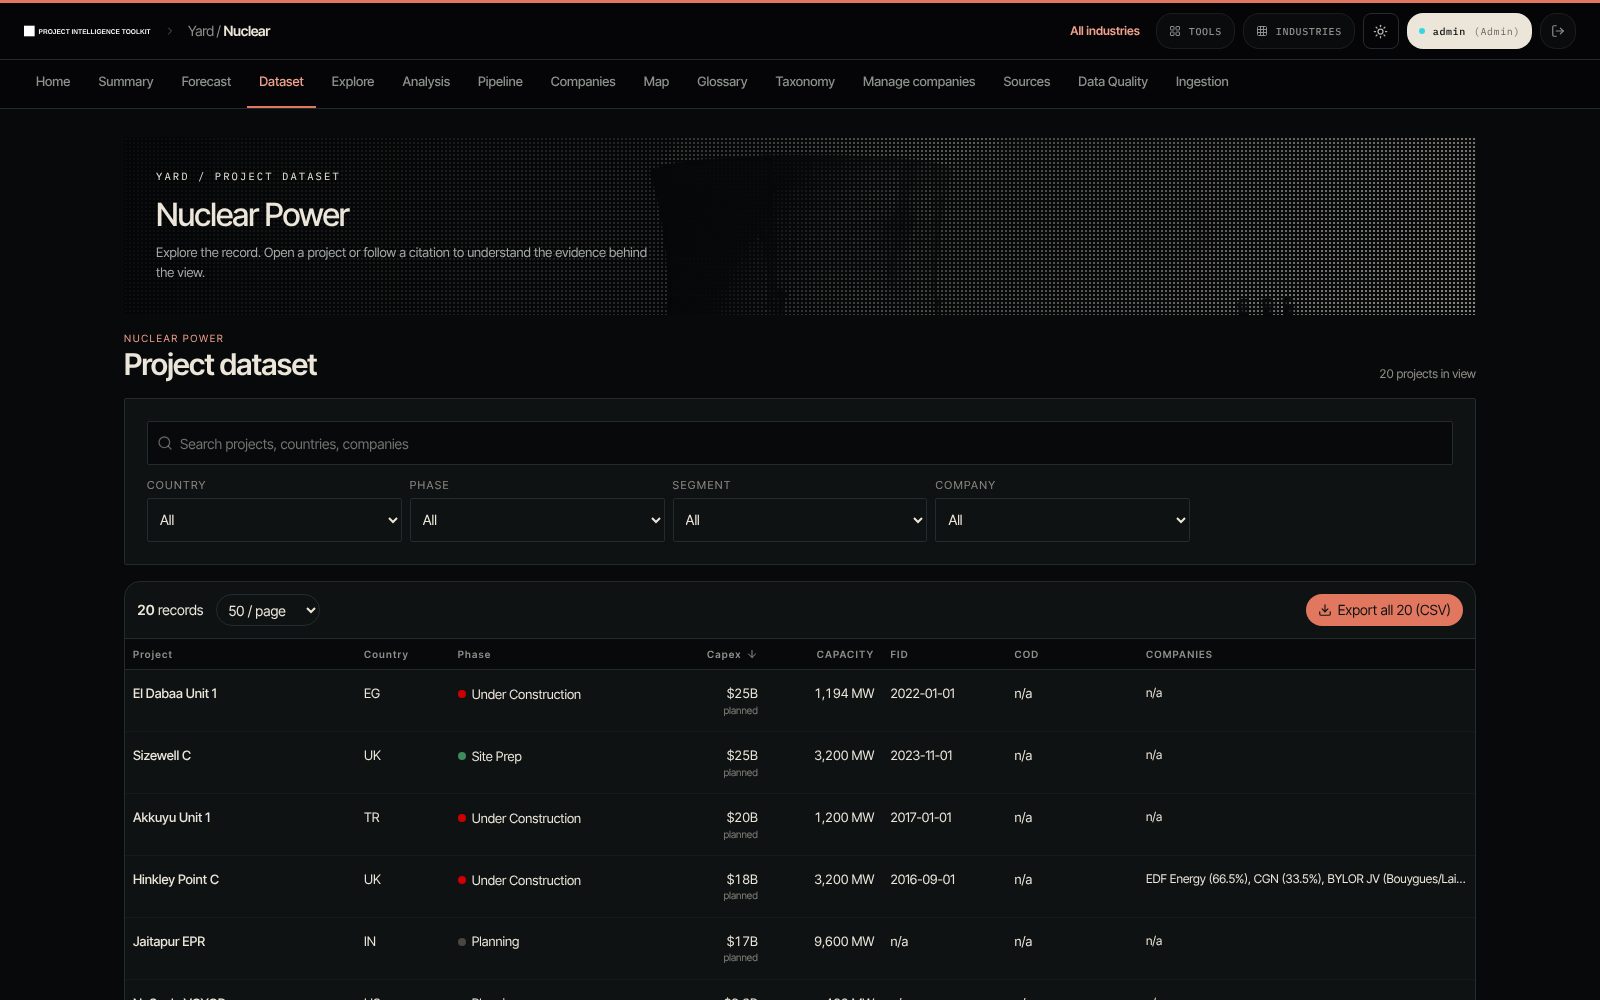 PROJECT INTELLIGENCE TOOLKIT
Yard / Nuclear
All industries
TOOLS
INDUSTRIES
admin (Admin)
Home Summary Forecast Dataset Explore Analysis Pipeline Companies Map Glossary Taxonomy Manage companies Sources Data Quality Ingestion
YARD / PROJECT DATASET
Nuclear Power
Explore the record. Open a project or follow a citation to understand the evidence behind
the view.
NUCLEAR POWER
Project dataset
20 projects in view
Search projects, countries, companies
COUNTRY PHASE SEGMENT COMPANY
All All All All
20 records 50 / page Export all 20 (CSV)
Project Country Phase Capex ↓ CAPACITY FID COD COMPANIES
El Dabaa Unit 1 EG Under Construction $25B 1,194 MW 2022-01-01 n/a n/a
planned
Sizewell C UK Site Prep $25B 3,200 MW 2023-11-01 n/a n/a
planned
Akkuyu Unit 1 TR Under Construction $20B 1,200 MW 2017-01-01 n/a n/a
planned
Hinkley Point C UK Under Construction $18B 3,200 MW 2016-09-01 n/a EDF Energy (66.5%), CGN (33.5%), BYLOR JV (Bouygues/Lai...
planned
Jaitapur EPR IN Planning $17B 9,600 MW n/a n/a n/a
planned